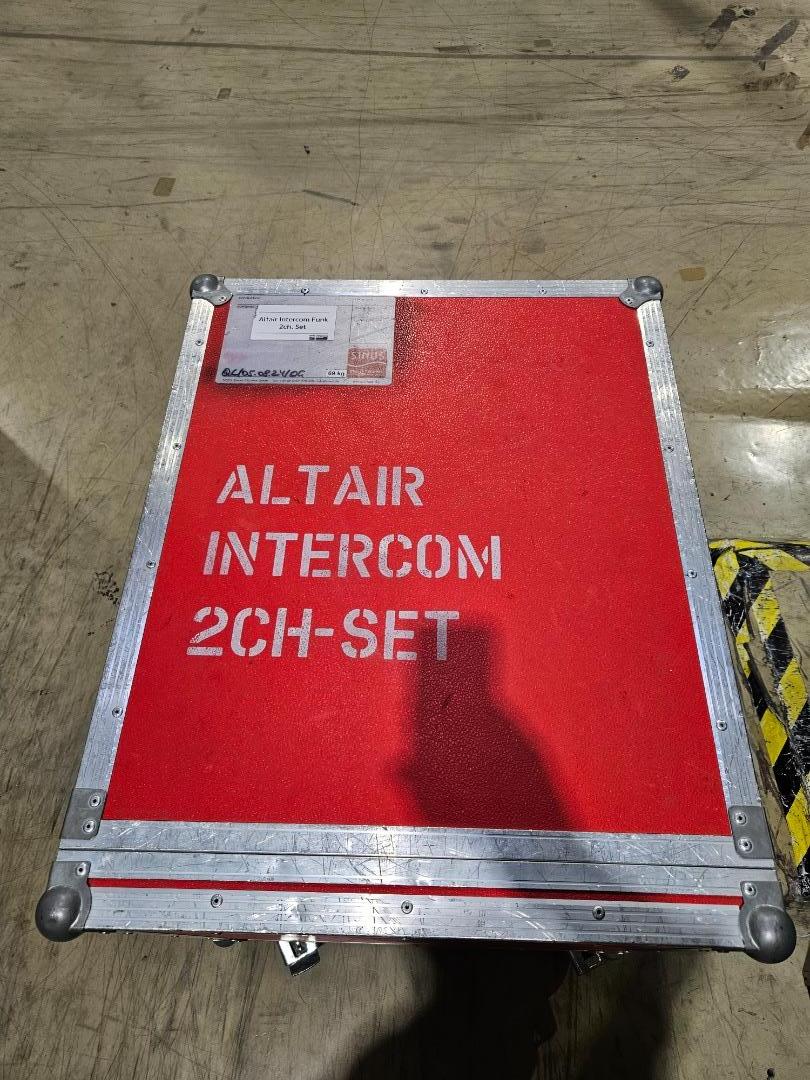 Altair Intercom Funk
2ch. Set
SINUS
69 kg
ALTAIR
INTERCOM
2CH-SET